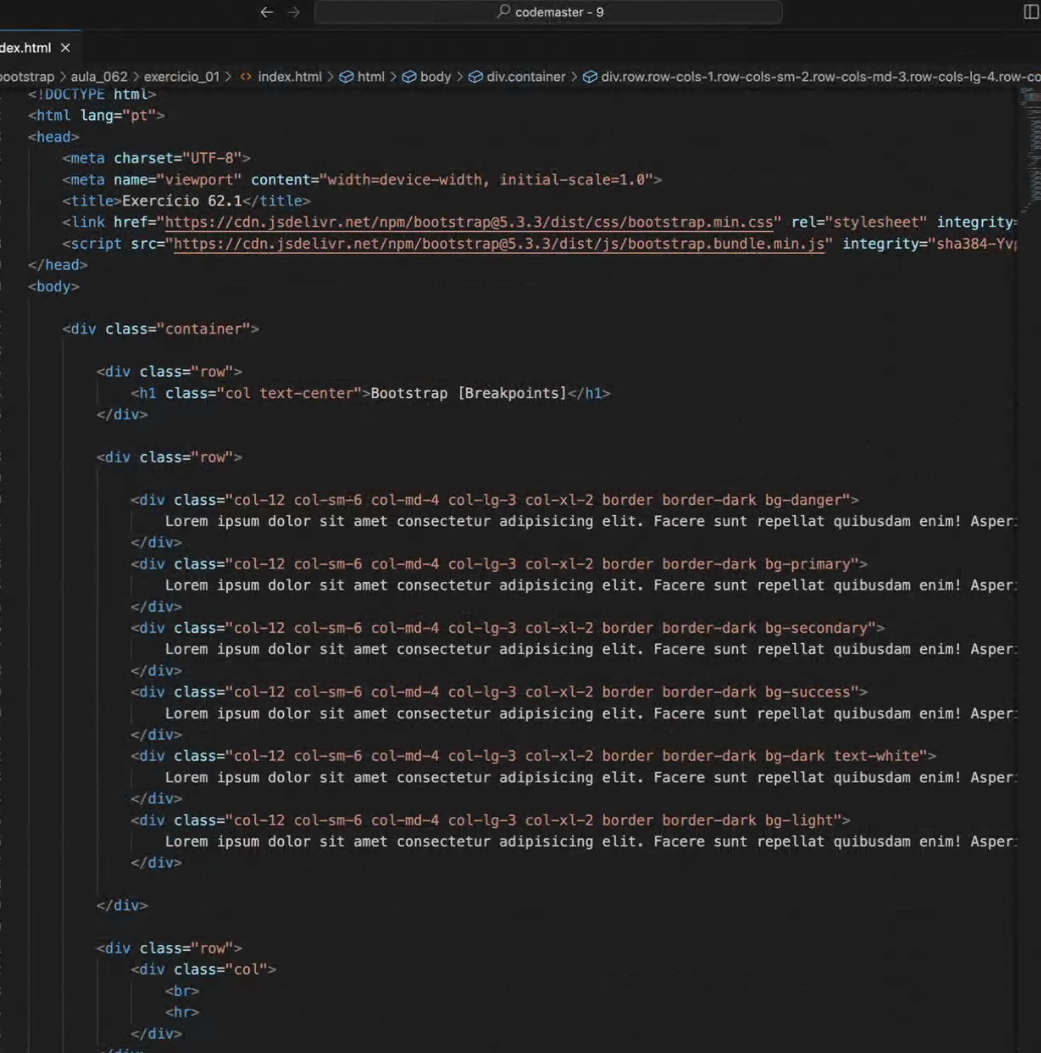 codemaster - 9
dex.html
bootstrap > aula_062 > exercicio_01 > index.html > html > body > div.container > div.row.row-cols-1.row-cols-sm-2.row-cols-md-3.row-cols-lg-4.row-co
<!DOCTYPE html>
<html lang="pt">
<head>
<meta charset="UTF-8">
<meta name="viewport" content="width=device-width, initial-scale=1.0">
<title>Exercício 62.1</title>
<link href="https://cdn.jsdelivr.net/npm/bootstrap@5.3.3/dist/css/bootstrap.min.css" rel="stylesheet" integrity=
<script src="https://cdn.jsdelivr.net/npm/bootstrap@5.3.3/dist/js/bootstrap.bundle.min.js" integrity="sha384-Yv
</head>
<body>
<div class="container">
<div class="row">
<h1 class="col text-center">Bootstrap [Breakpoints]</h1>
</div>
<div class="row">
<div class="col-12 col-sm-6 col-md-4 col-lg-3 col-xl-2 border border-dark bg-danger">
Lorem ipsum dolor sit amet consectetur adipisicing elit. Facere sunt repellat quibusdam enim! Asper
</div>
<div class="col-12 col-sm-6 col-md-4 col-lg-3 col-xl-2 border border-dark bg-primary">
Lorem ipsum dolor sit amet consectetur adipisicing elit. Facere sunt repellat quibusdam enim! Asper
</div>
<div class="col-12 col-sm-6 col-md-4 col-lg-3 col-xl-2 border border-dark bg-secondary">
Lorem ipsum dolor sit amet consectetur adipisicing elit. Facere sunt repellat quibusdam enim! Asper
</div>
<div class="col-12 col-sm-6 col-md-4 col-lg-3 col-xl-2 border border-dark bg-success">
Lorem ipsum dolor sit amet consectetur adipisicing elit. Facere sunt repellat quibusdam enim! Asper
</div>
<div class="col-12 col-sm-6 col-md-4 col-lg-3 col-xl-2 border border-dark bg-dark text-white">
Lorem ipsum dolor sit amet consectetur adipisicing elit. Facere sunt repellat quibusdam enim! Asper
</div>
<div class="col-12 col-sm-6 col-md-4 col-lg-3 col-xl-2 border border-dark bg-light">
Lorem ipsum dolor sit amet consectetur adipisicing elit. Facere sunt repellat quibusdam enim! Asper
</div>
</div>
<div class="row">
<div class="col">
<br>
<hr>
</div>